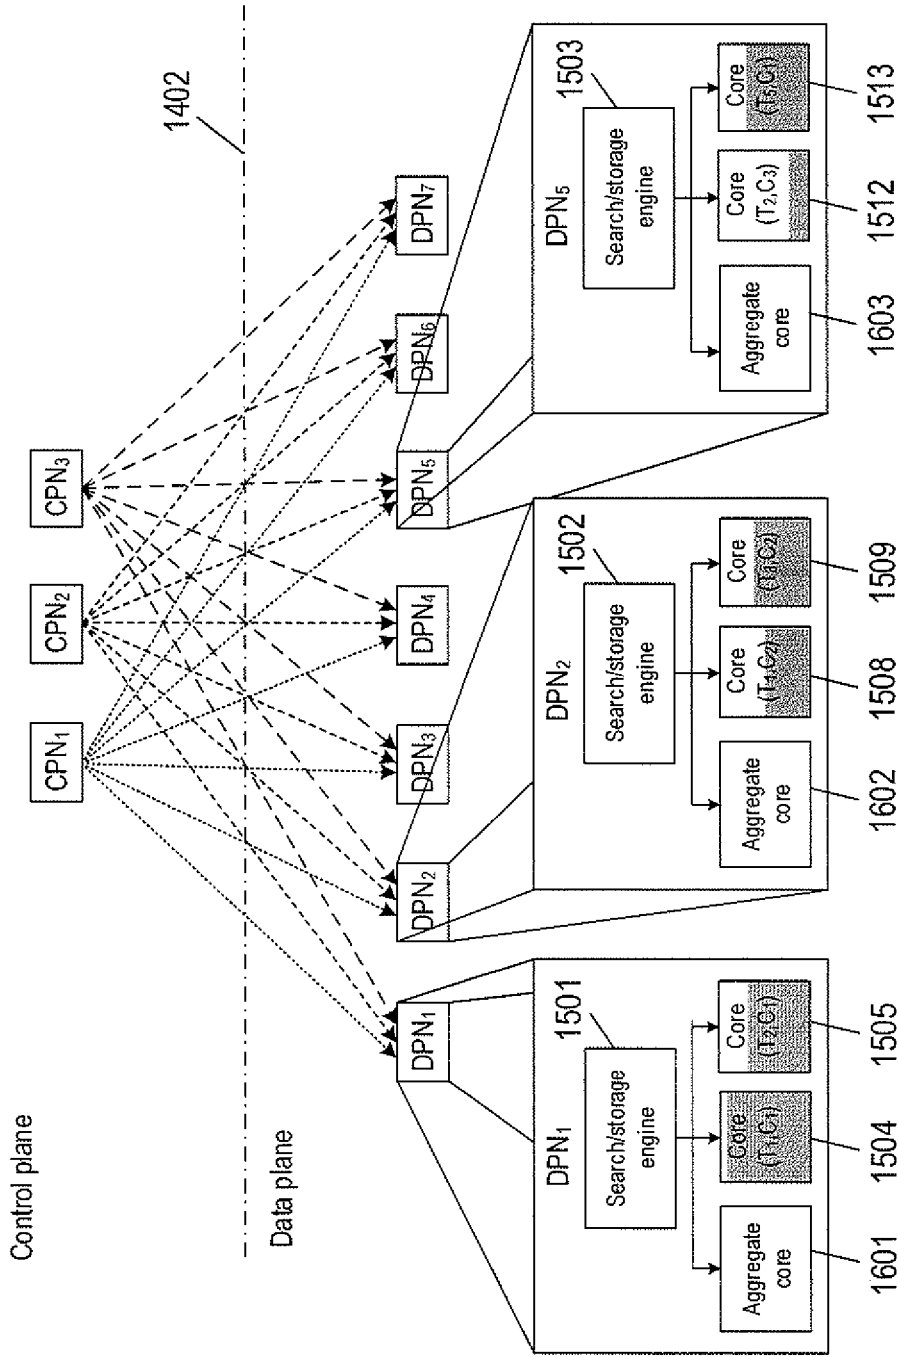 Control plane
CPN1
CPN2
CPN3
1402
Data plane
DPN1
DPN2
DPN3
DPN4
DPN5
DPN6
DPN7
DPN1
1501
Search/storage
engine
Aggregate
core
Core
(T1,C1)
Core
(T2,C1)
1601
1504
1505
DPN2
1502
Search/storage
engine
Aggregate
core
Core
(T1,C2)
Core
C2)
1602
1508
1509
DPN5
1503
Search/storage
engine
Aggregate
core
Core
(T2,C3)
Core
(T5,C1)
1603
1512
1513